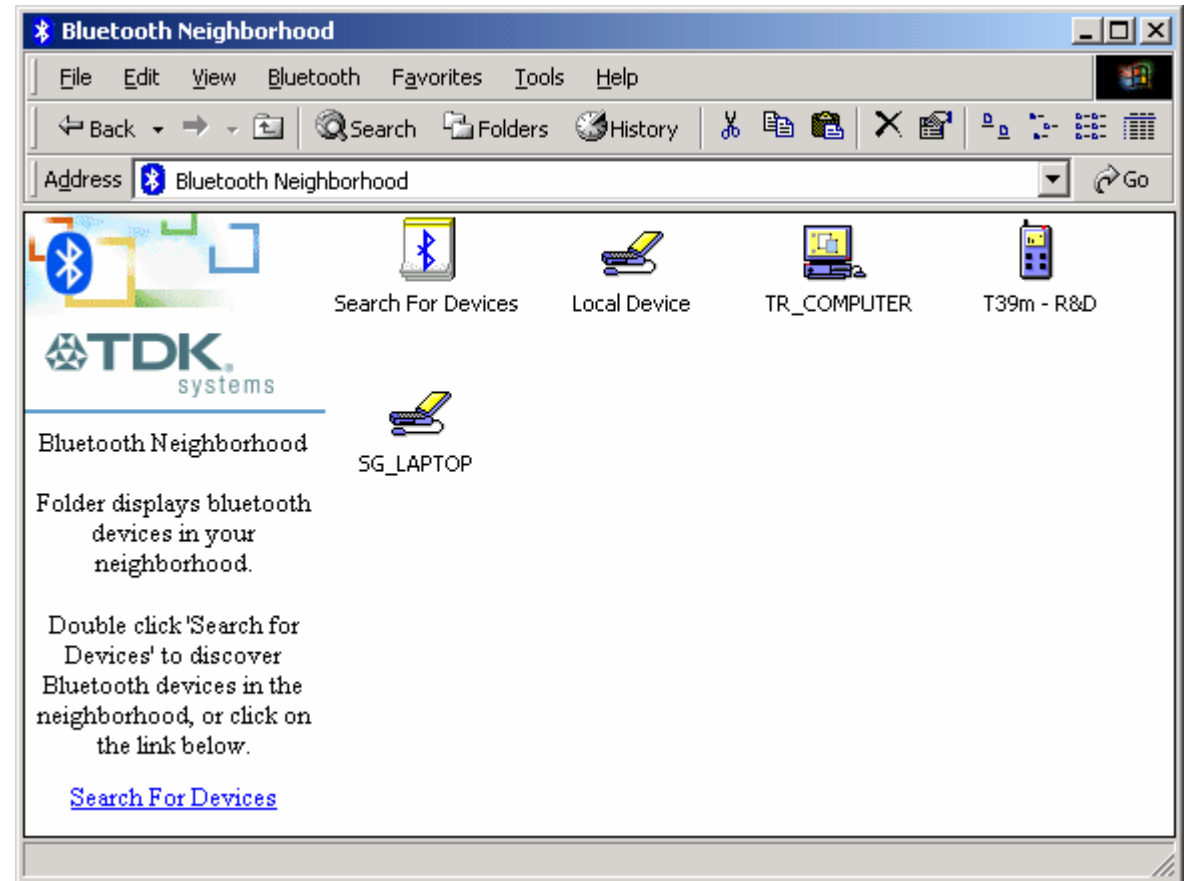 Bluetooth Neighborhood
File Edit View Bluetooth Favorites Tools Help
Back Search Folders History
Address Bluetooth Neighborhood Go
TDK
systems
Bluetooth Neighborhood
Folder displays bluetooth
devices in your
neighborhood.
Double click 'Search for
Devices' to discover
Bluetooth devices in the
neighborhood, or click on
the link below.
Search For Devices
Search For Devices Local Device TR_COMPUTER T39m - R&D
SG_LAPTOP